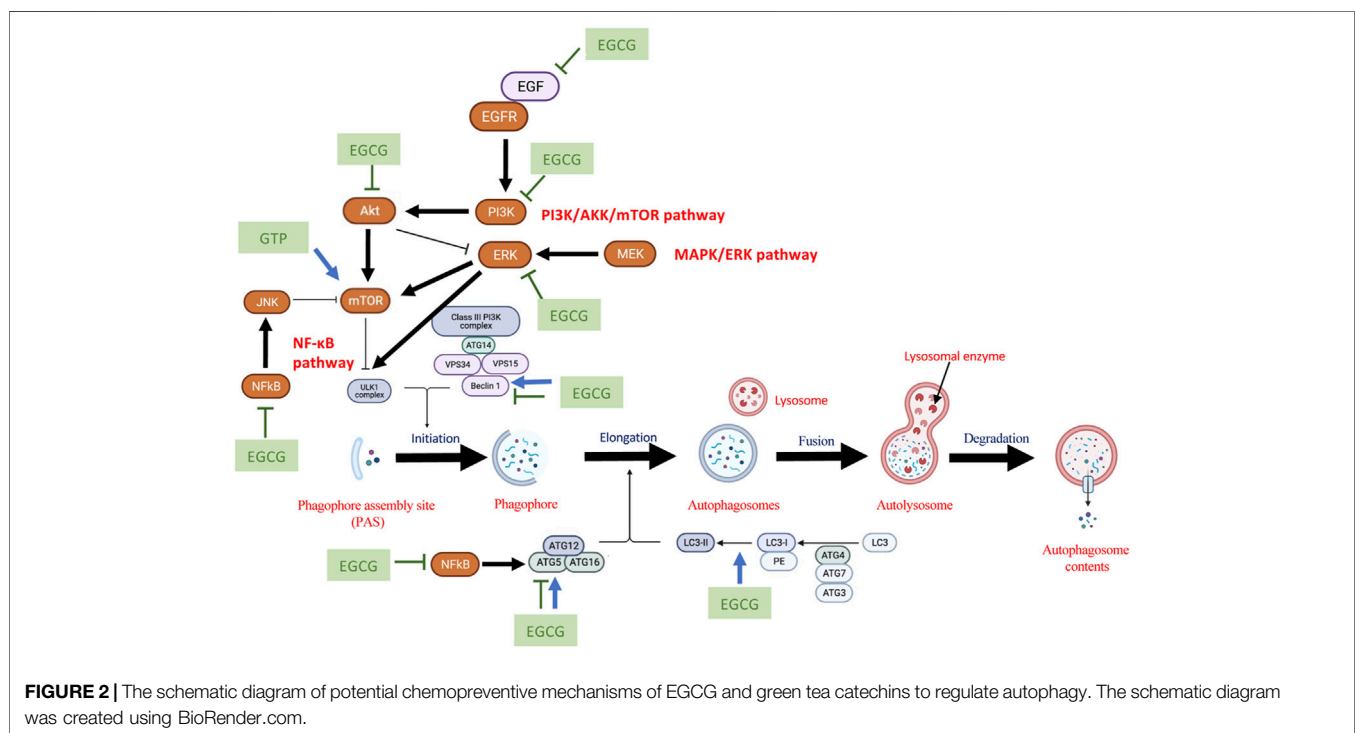 EGCG
EGF
EGFR
EGCG
EGCG
Akt
PI3K
PI3K/AKK/mTOR pathway
GTP
ERK
MEK
MAPK/ERK pathway
JNK
mTOR
EGCG
Class III PI3K
complex
NF-κB
pathway
ATG14
VPS34
VPS15
Lysosomal enzyme
NFkB
ULK1
complex
Beclin 1
EGCG
Lysosome
EGCG
Initiation
Elongation
Fusion
Degradation
Phagophore assembly site
(PAS)
Phagophore
Autophagosomes
Autolysosome
Autophagosome
contents
EGCG
NFkB
ATG12
ATG5
ATG16
LC3-II
LC3-I
LC3
PE
ATG4
ATG7
ATG3
EGCG
EGCG
FIGURE 2 | The schematic diagram of potential chemopreventive mechanisms of EGCG and green tea catechins to regulate autophagy. The schematic diagram
was created using BioRender.com.